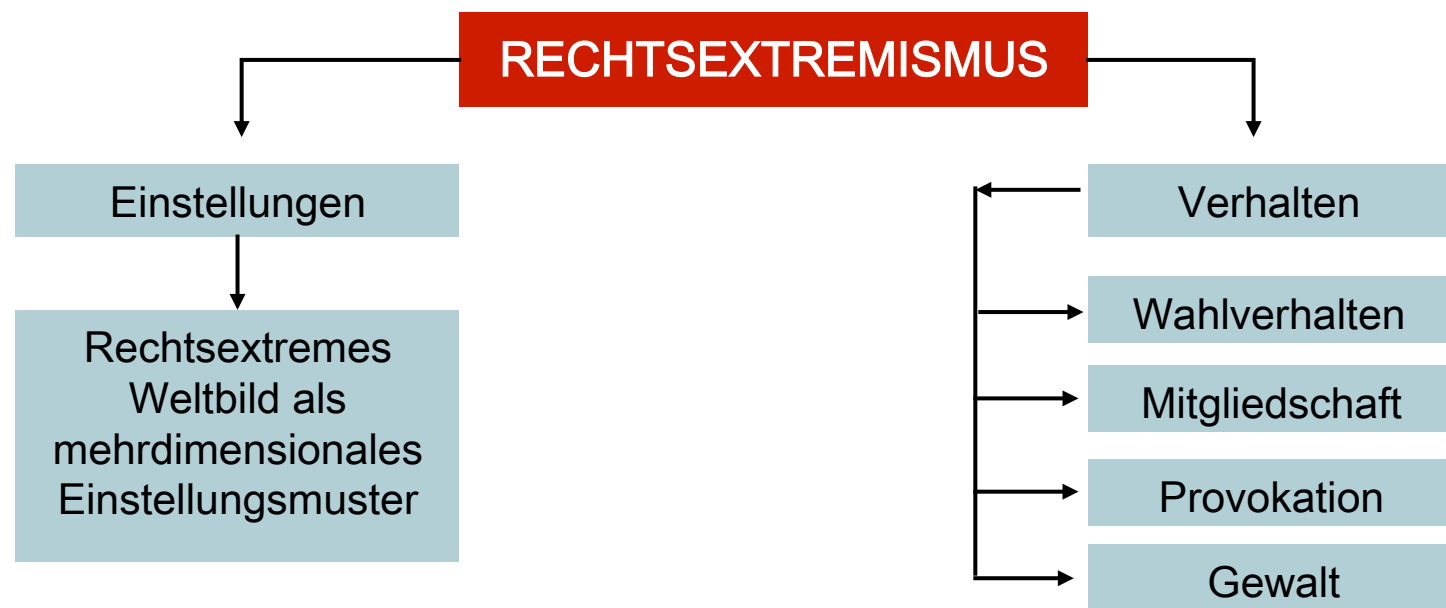 RECHTSEXTREMISMUS
Einstellungen
Rechtsextremes
Weltbild als
mehrdimensionales
Einstellungsmuster
Verhalten
Wahlverhalten
Mitgliedschaft
Provokation
Gewalt